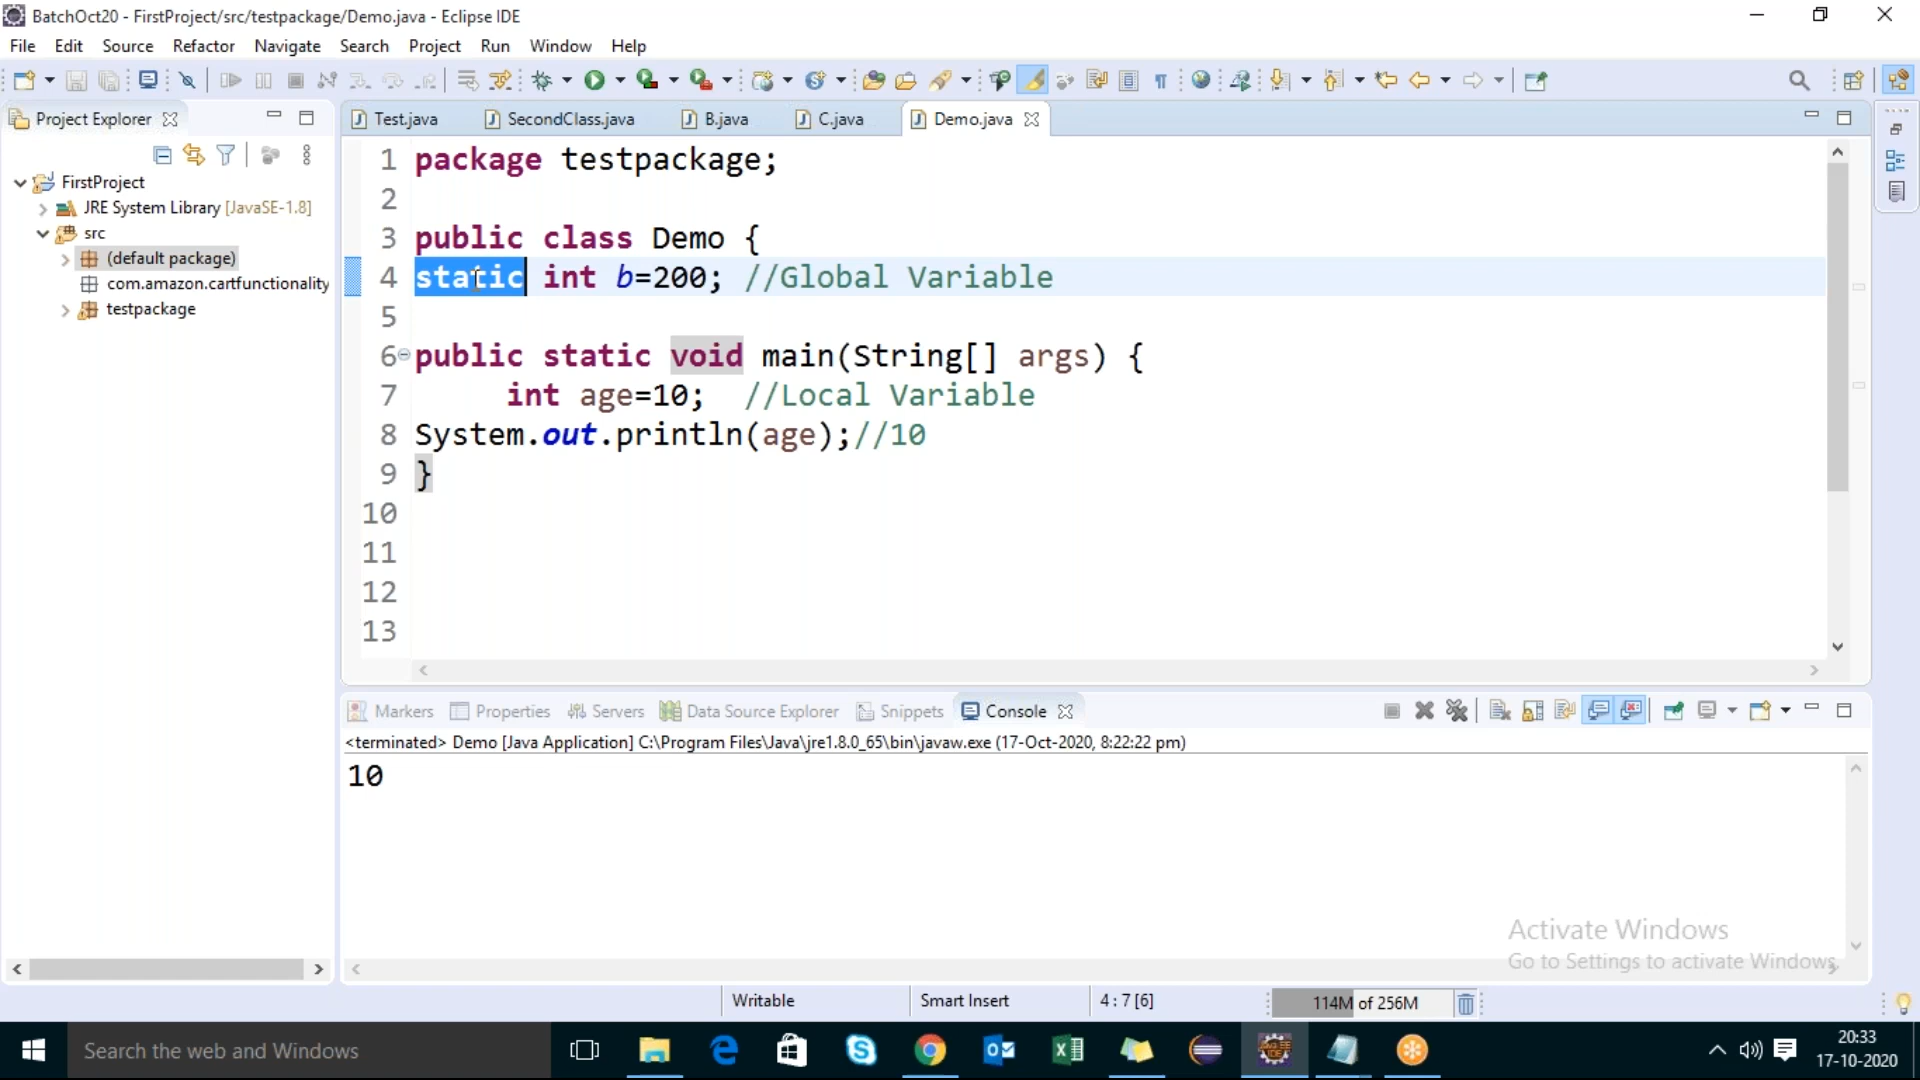 BatchOct20 - FirstProject/src/testpackage/Demo.java - Eclipse IDE
File Edit Source Refactor Navigate Search Project Run Window Help
Project Explorer
FirstProject
JRE System Library [JavaSE-1.8]
src
(default package)
com.amazon.cartfunctionality
testpackage
Test.java SecondClass.java B.java C.java Demo.java
1 package testpackage;
2
3 public class Demo {
4 static int b=200; //Global Variable
5
6 public static void main(String[] args) {
7 int age=10; //Local Variable
8 System.out.println(age);//10
9 }
10
11
12
13
Markers Properties Servers Data Source Explorer Snippets Console
<terminated> Demo [Java Application] C:\Program Files\Java\jre1.8.0_65\bin\javaw.exe (17-Oct-2020, 8:22:22 pm)
10
Activate Windows
Go to Settings to activate Windows.
Writable Smart Insert 4 : 7 [6] 114M of 256M
Search the web and Windows
20:33
17-10-2020